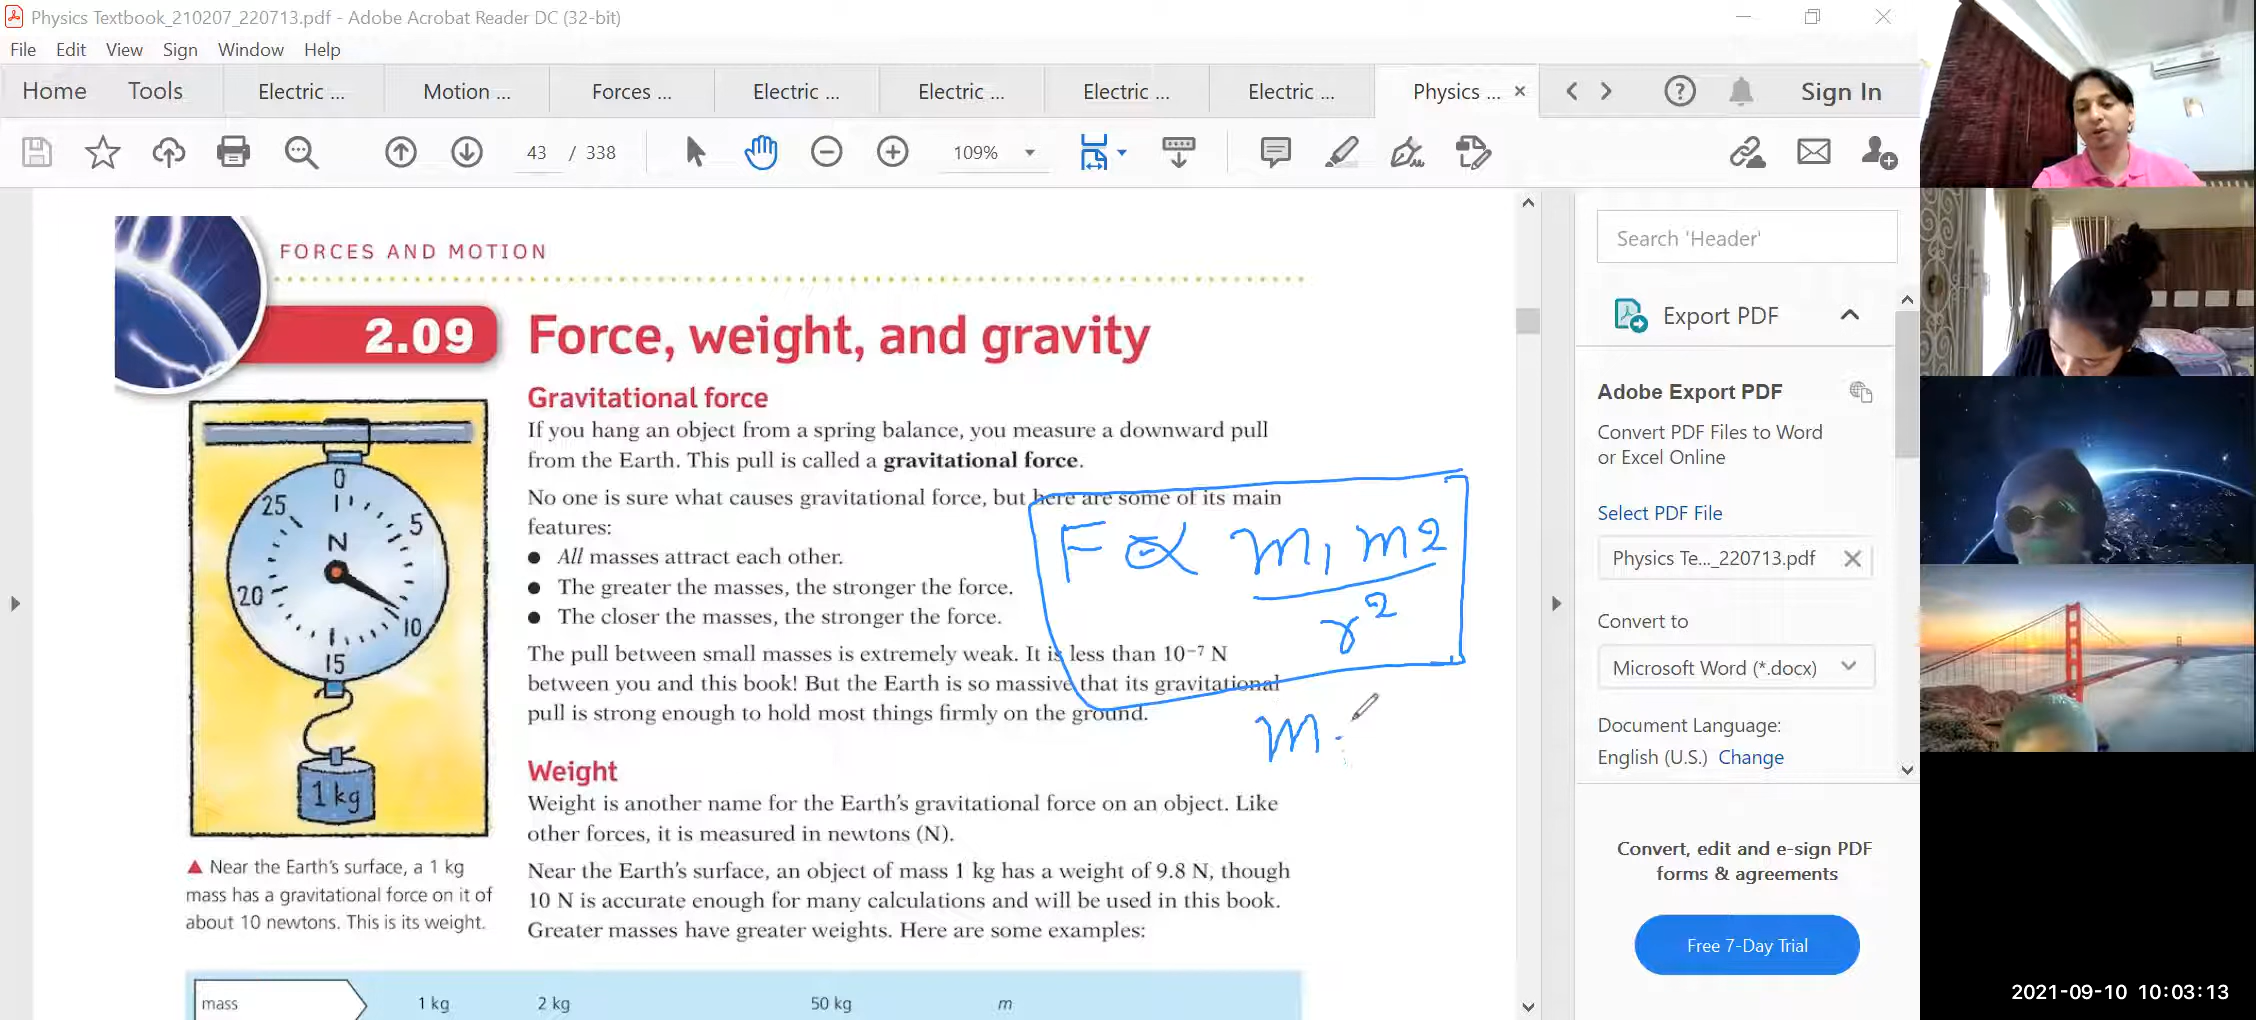 Physics Textbook_210207_220713.pdf - Adobe Acrobat Reader DC (32-bit)
File Edit View Sign Window Help
Home Tools Electric ... Motion ... Forces ... Electric ... Electric ... Electric ... Electric ... Physics ... Sign In
43 / 338 109%
Search 'Header'
FORCES AND MOTION
Export PDF
2.09 Force, weight, and gravity
Gravitational force
If you hang an object from a spring balance, you measure a downward pull
from the Earth. This pull is called a gravitational force.
No one is sure what causes gravitational force, but here are some of its main
features:
● All masses attract each other.
● The greater the masses, the stronger the force.
● The closer the masses, the stronger the force.
The pull between small masses is extremely weak. It is less than 10⁻⁷ N
between you and this book! But the Earth is so massive that its gravitational
pull is strong enough to hold most things firmly on the ground.
F ∝ m1 m2
r²
m
0
25 5
N
20 10
15
1 kg
▲ Near the Earth's surface, a 1 kg
mass has a gravitational force on it of
about 10 newtons. This is its weight.
Weight
Weight is another name for the Earth's gravitational force on an object. Like
other forces, it is measured in newtons (N).
Near the Earth's surface, an object of mass 1 kg has a weight of 9.8 N, though
10 N is accurate enough for many calculations and will be used in this book.
Greater masses have greater weights. Here are some examples:
mass 1 kg 2 kg 50 kg m
Adobe Export PDF
Convert PDF Files to Word
or Excel Online
Select PDF File
Physics Te..._220713.pdf
Convert to
Microsoft Word (*.docx)
Document Language:
English (U.S.) Change
Convert, edit and e-sign PDF
forms & agreements
Free 7-Day Trial
2021-09-10 10:03:13